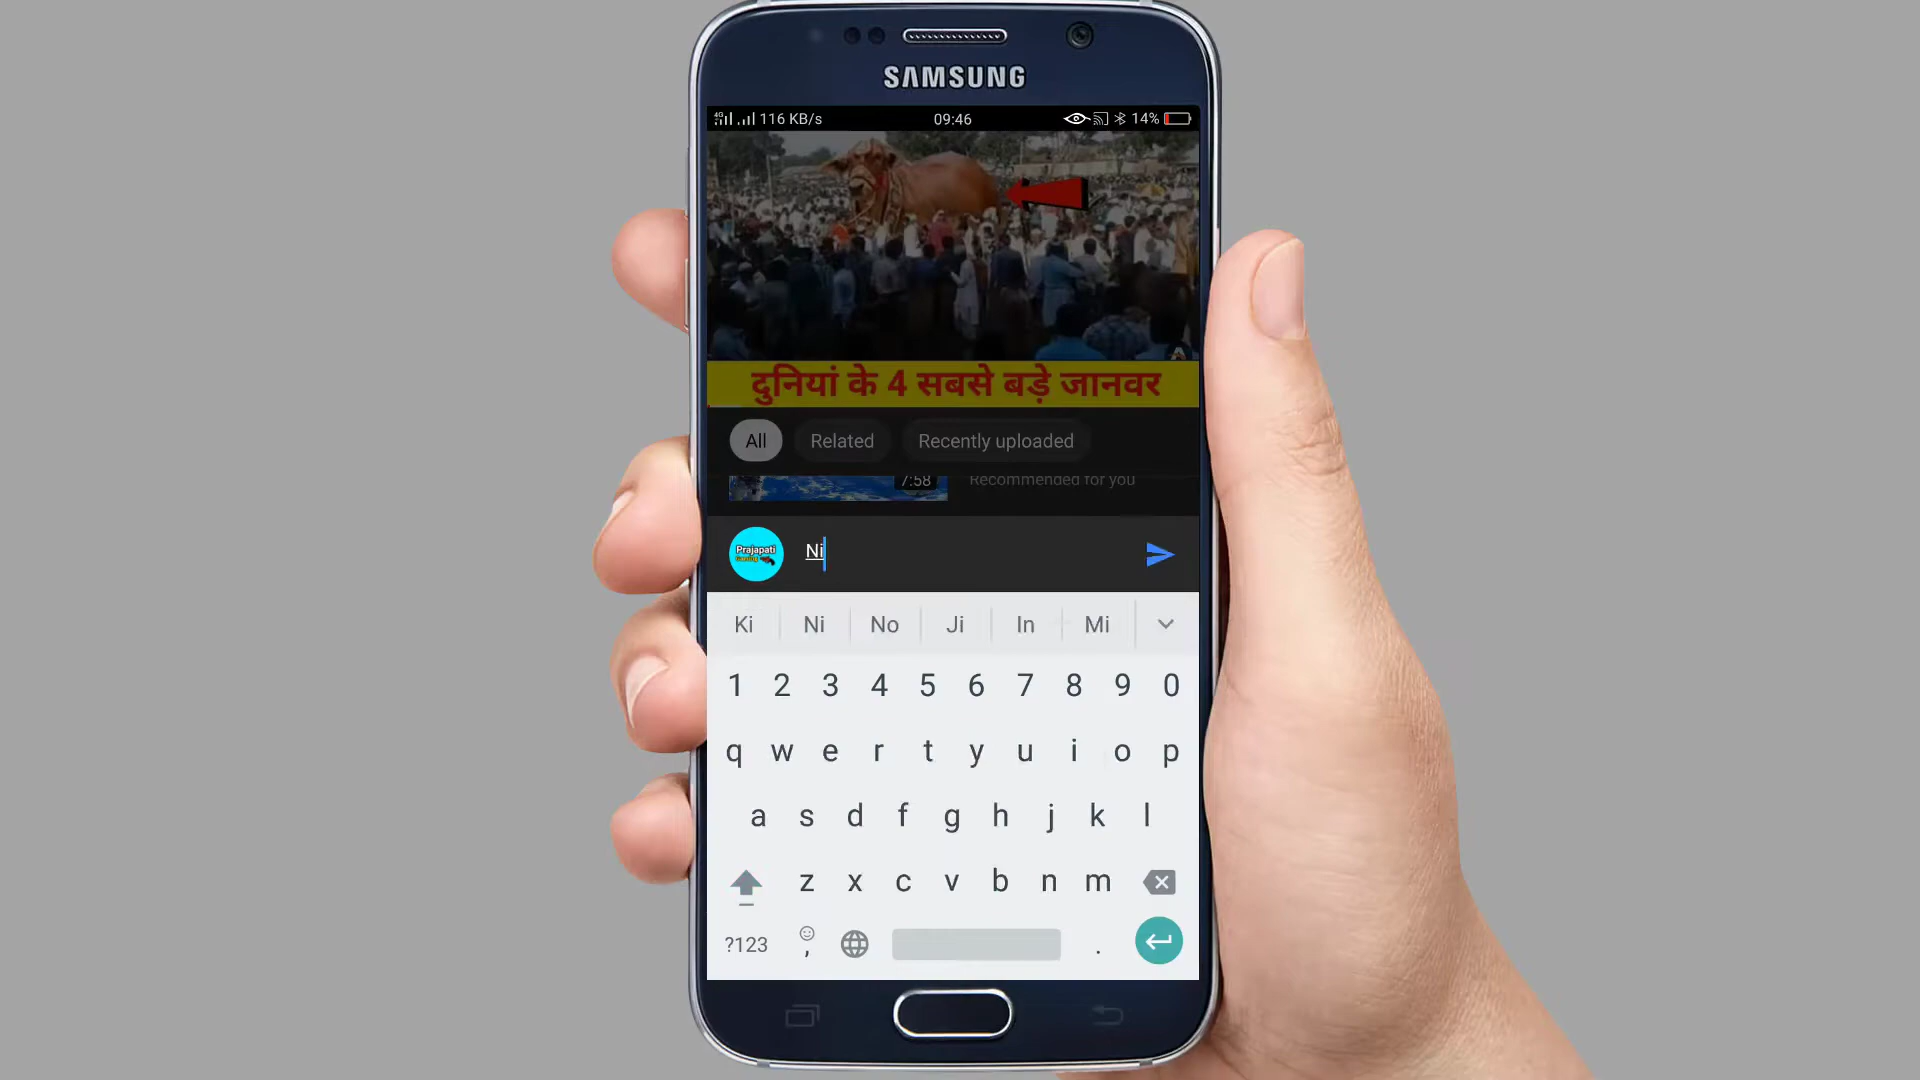 SAMSUNG
4G 116 KB/s 09:46 14%
दुनियां के 4 सबसे बड़े जानवर
All Related Recently uploaded
7:58 Recommended for you
Prajapati
Gaming
Ni
Ki Ni No Ji In Mi
1 2 3 4 5 6 7 8 9 0
q w e r t y u i o p
a s d f g h j k l
z x c v b n m
?123 , .